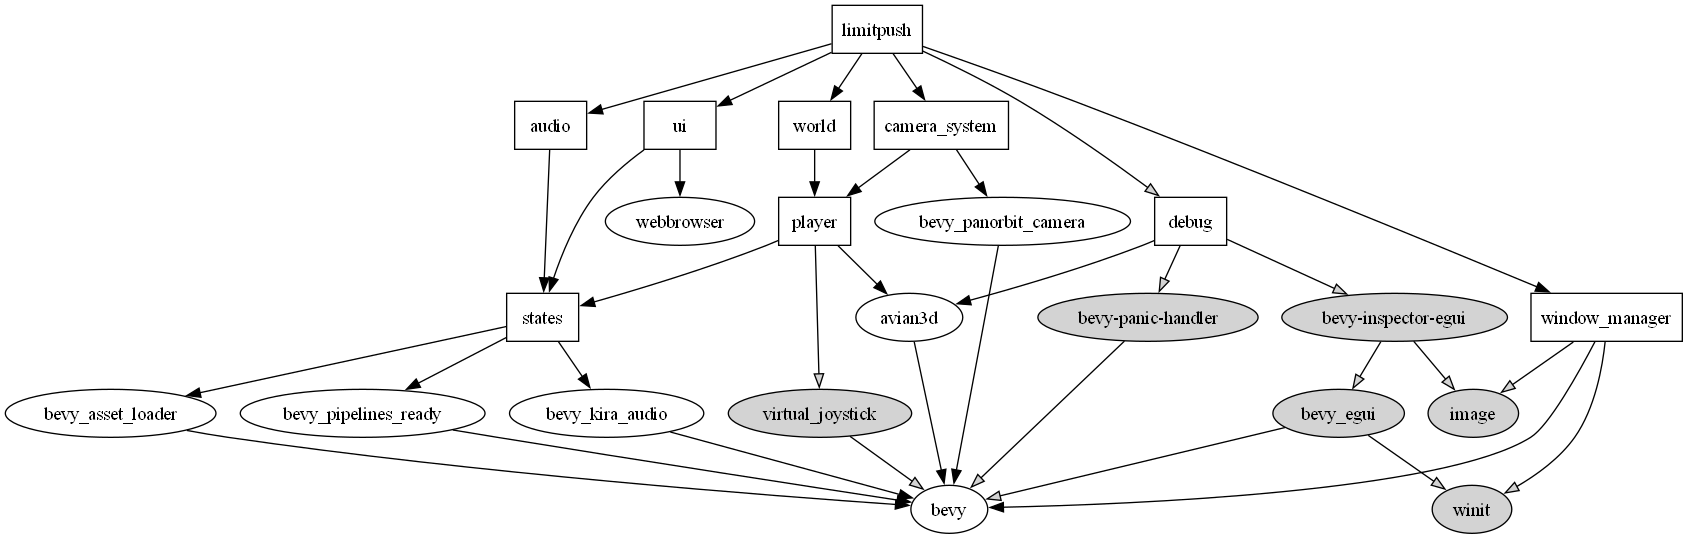 limitpush
audio
ui
world
camera_system
webbrowser
player
bevy_panorbit_camera
debug
states
avian3d
bevy-panic-handler
bevy-inspector-egui
window_manager
bevy_asset_loader
bevy_pipelines_ready
bevy_kira_audio
virtual_joystick
bevy_egui
image
bevy
winit